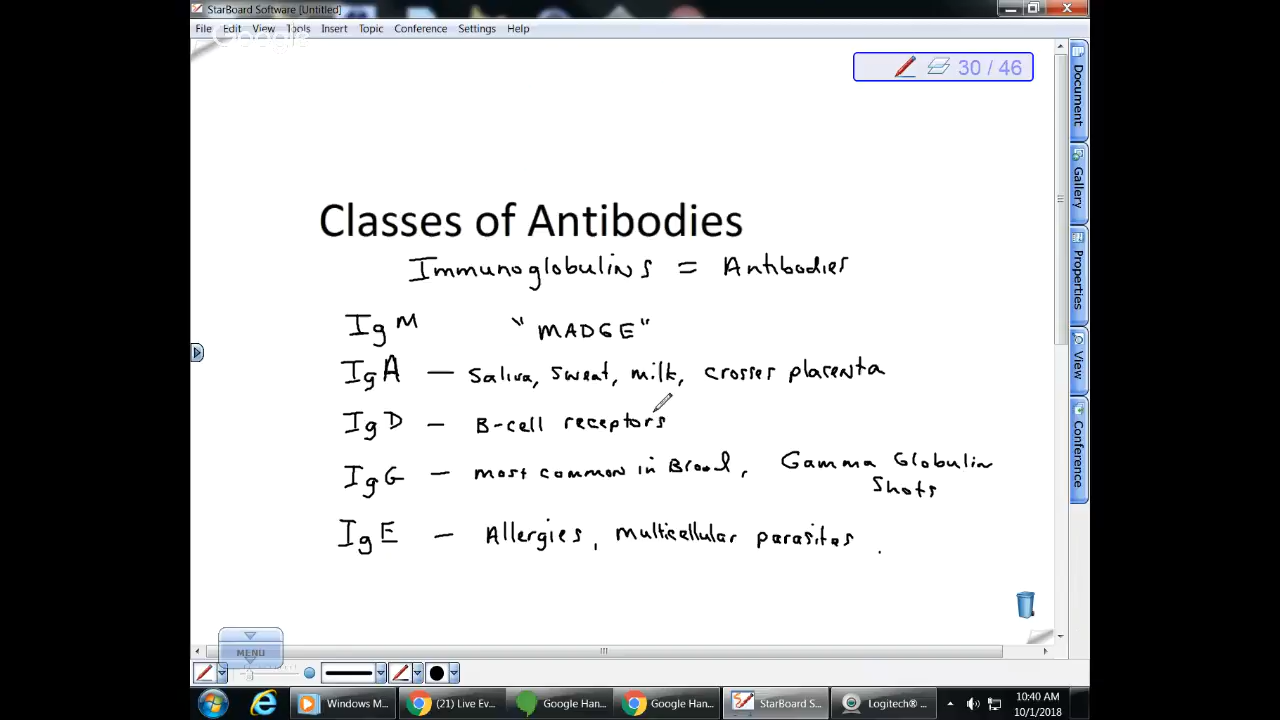 StarBoard Software [Untitled]
File Edit View Tools Insert Topic Conference Settings Help
Google
30 / 46
Document
Gallery
Properties
View
Conference
Classes of Antibodies
Immunoglobulins = Antibodies
IgM "MADGE"
IgA — Saliva, sweat, milk, crosses placenta
IgD — B-cell receptors
IgG — most common in Blood, Gamma Globulin
Shots
IgE — Allergies, multicellular parasites
MENU
Windows M...
(21) Live Ev...
Google Han...
Google Han...
StarBoard S...
Logitech® ...
10:40 AM
10/1/2018